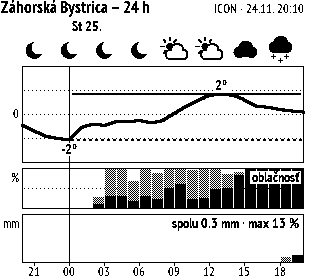 Záhorská Bystrica – 24 h
ICON · 24.11. 20:10
St 25.
2°
0
-2°
%
oblačnosť
mm
spolu 0.3 mm · max 13 %
21 00 03 06 09 12 15 18